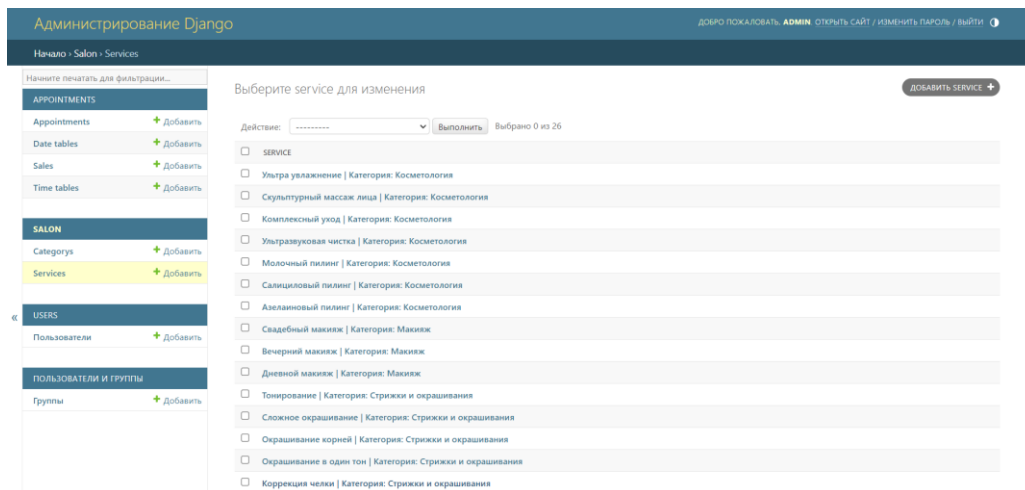 Администрирование Django
ДОБРО ПОЖАЛОВАТЬ, ADMIN. ОТКРЫТЬ САЙТ / ИЗМЕНИТЬ ПАРОЛЬ / ВЫЙТИ
Начало › Salon › Services
Начните печатать для фильтрации...
APPOINTMENTS
Appointments + Добавить
Date tables + Добавить
Sales + Добавить
Time tables + Добавить
SALON
Categorys + Добавить
Services + Добавить
«
USERS
Пользователи + Добавить
ПОЛЬЗОВАТЕЛИ И ГРУППЫ
Группы + Добавить
Выберите service для изменения
ДОБАВИТЬ SERVICE +
Действие: --------- Выполнить Выбрано 0 из 26
SERVICE
Ультра увлажнение | Категория: Косметология
Скульптурный массаж лица | Категория: Косметология
Комплексный уход | Категория: Косметология
Ультразвуковая чистка | Категория: Косметология
Молочный пилинг | Категория: Косметология
Салициловый пилинг | Категория: Косметология
Азелаиновый пилинг | Категория: Косметология
Свадебный макияж | Категория: Макияж
Вечерний макияж | Категория: Макияж
Дневной макияж | Категория: Макияж
Тонирование | Категория: Стрижки и окрашивания
Сложное окрашивание | Категория: Стрижки и окрашивания
Окрашивание корней | Категория: Стрижки и окрашивания
Окрашивание в один тон | Категория: Стрижки и окрашивания
Коррекция челки | Категория: Стрижки и окрашивания